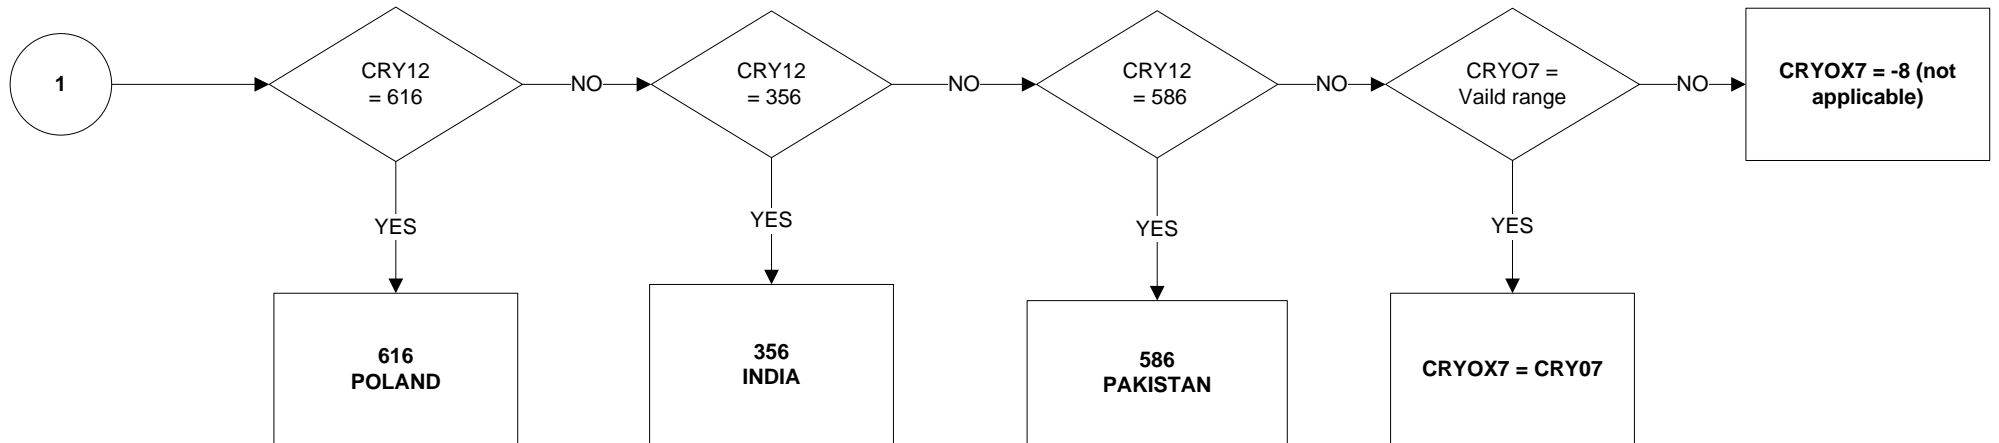 1
CRY12
= 616
NO
CRY12
= 356
NO
CRY12
= 586
NO
CRYO7 =
Vaild range
NO
CRYOX7 = -8 (not
applicable)
YES
YES
YES
YES
616
POLAND
356
INDIA
586
PAKISTAN
CRYOX7 = CRY07